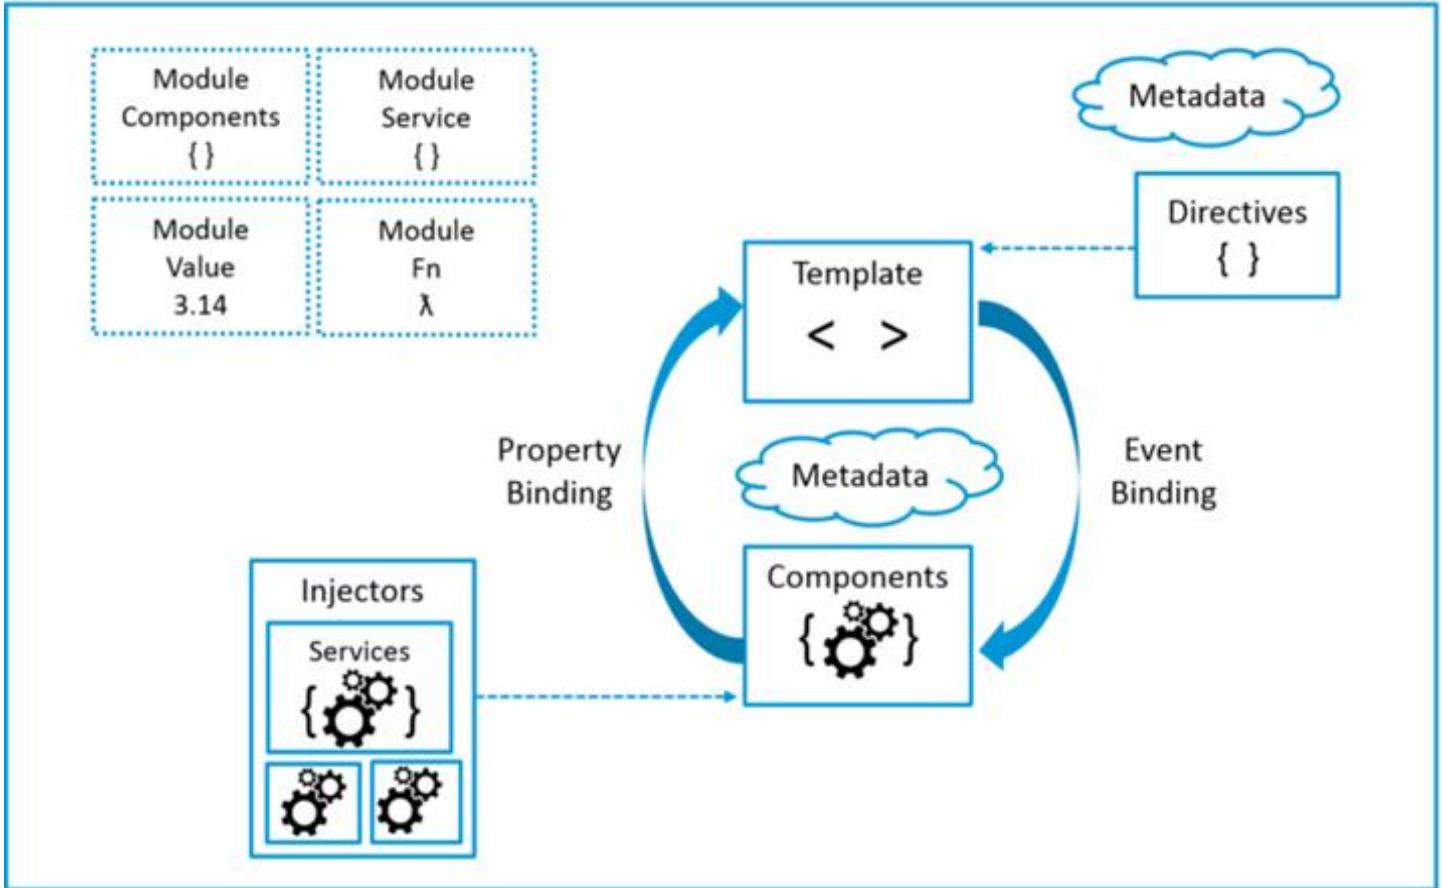 Module
Components
{ }
Module
Service
{ }
Module
Value
3.14
Module
Fn
λ
Metadata
Directives
{ }
Template
< >
Property
Binding
Metadata
Event
Binding
Components
{ }
Injectors
Services
{ }